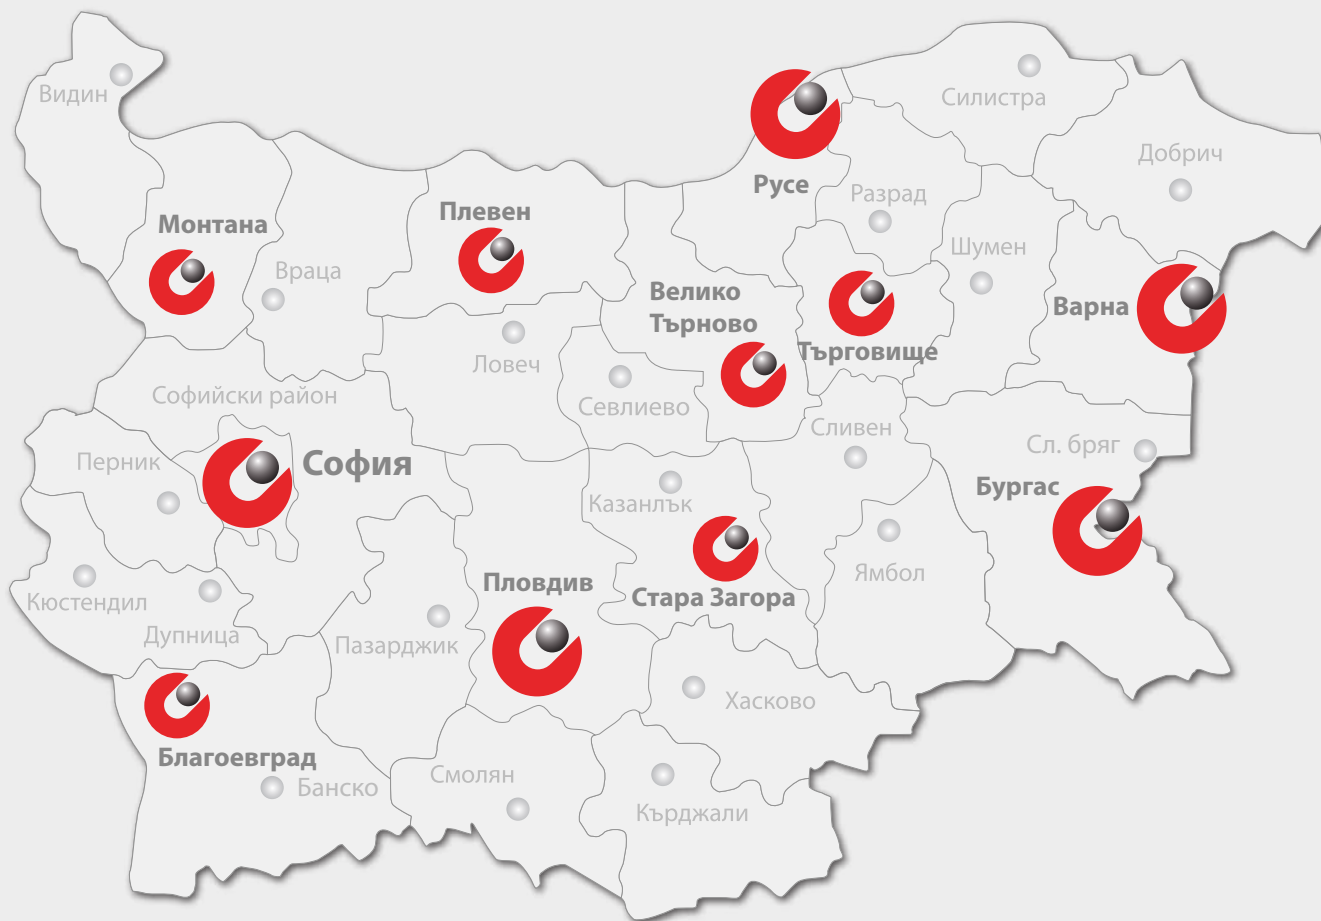 Видин
Силистра
Добрич
Русе
Разрад
Плевен
Монтана
Шумен
Враца
Велико
Търново
Варна
Търговище
Ловеч
Софийски район
Севлиево
Сливен
Сл. бряг
Перник
София
Бургас
Казанлък
Ямбол
Пловдив
Стара Загора
Кюстендил
Дупница
Пазарджик
Хасково
Благоевград
Смолян
Банско
Кърджали